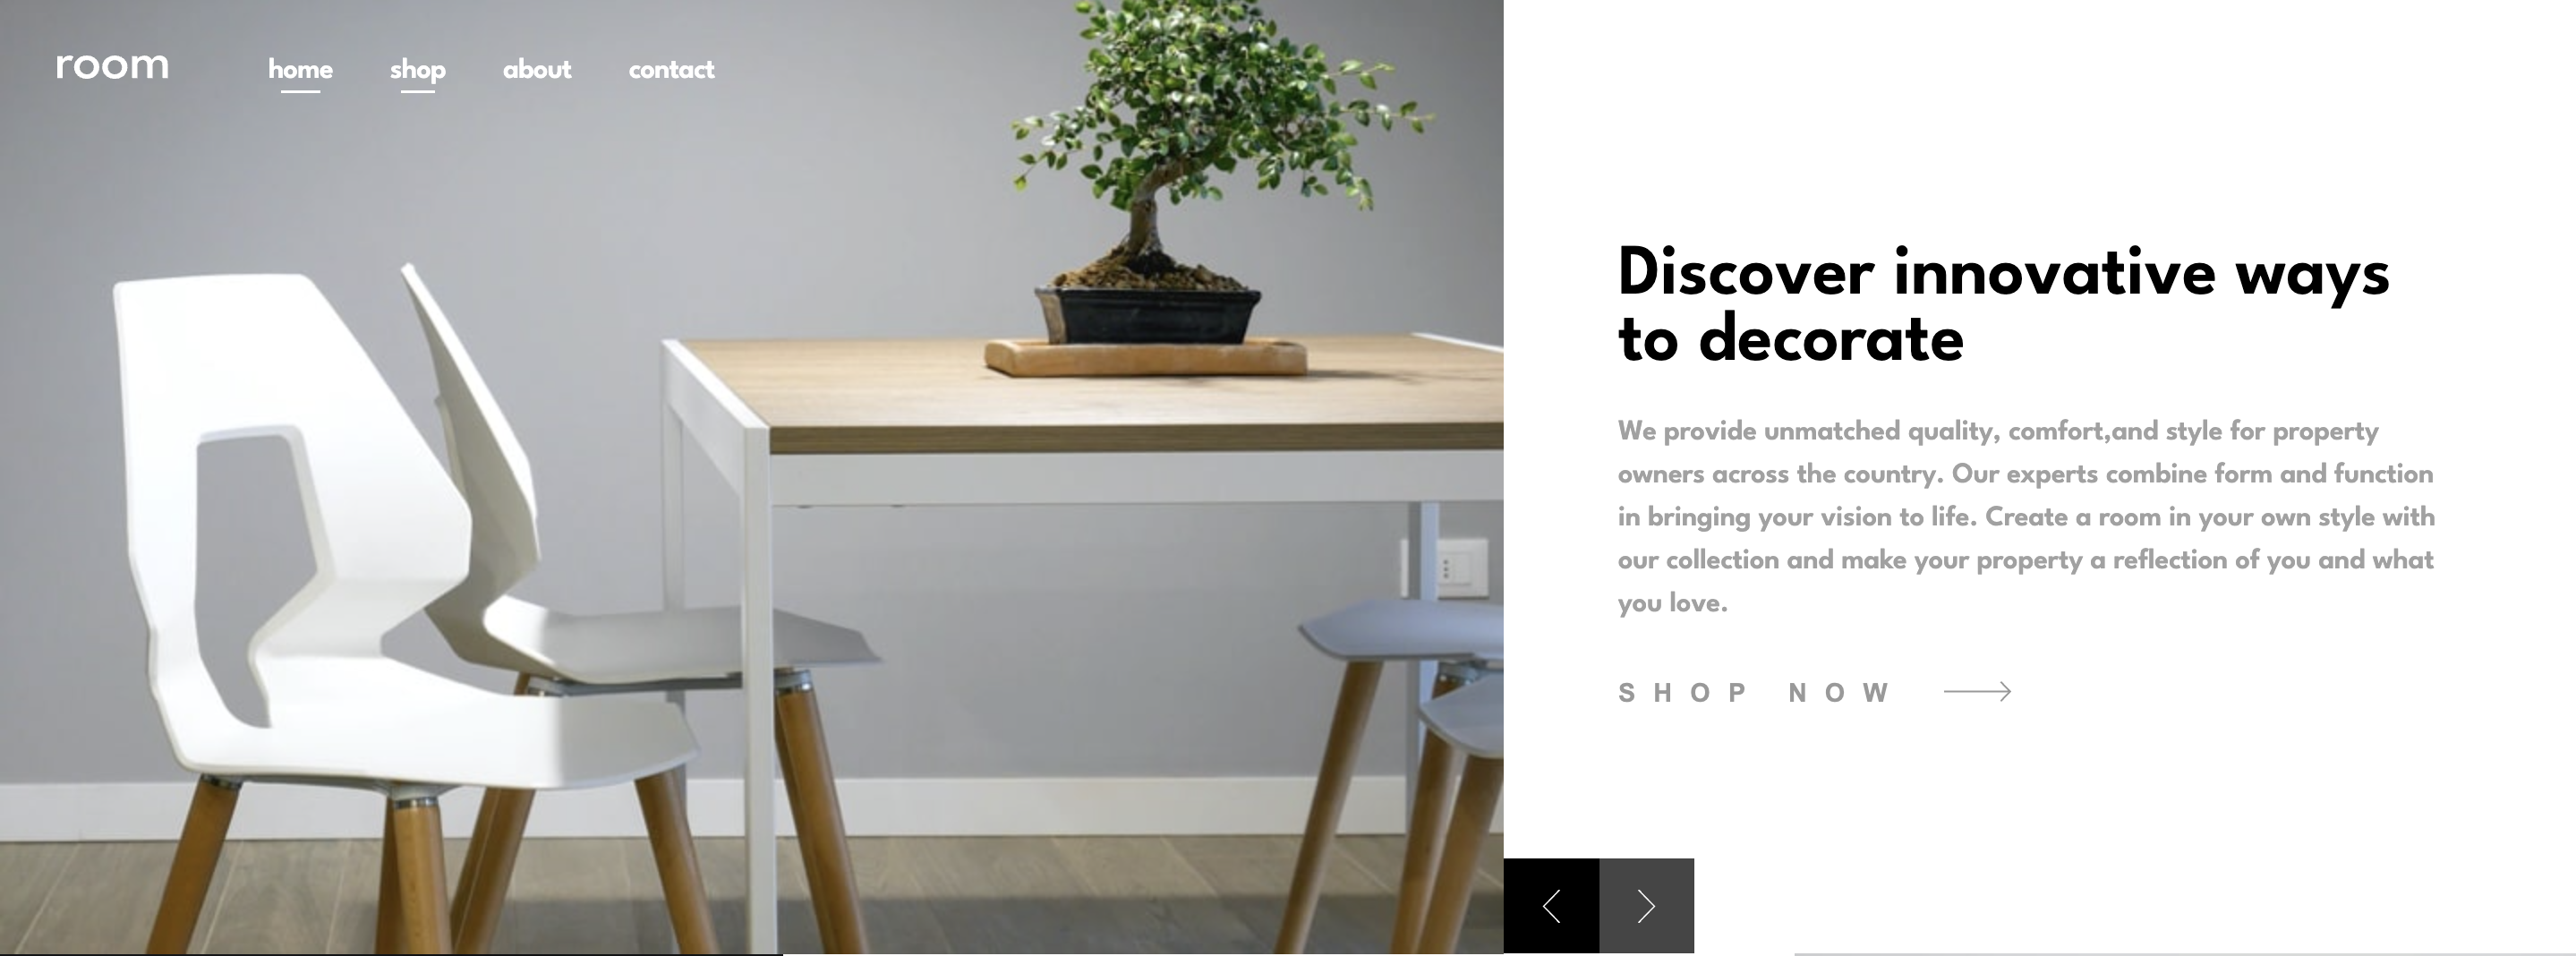 room
home shop about contact
Discover innovative ways
to decorate
We provide unmatched quality, comfort,and style for property
owners across the country. Our experts combine form and function
in bringing your vision to life. Create a room in your own style with
our collection and make your property a reflection of you and what
you love.
SHOP NOW